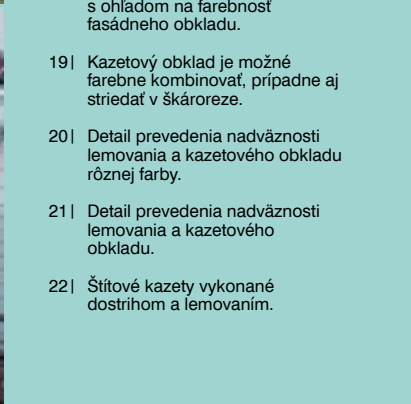 s ohľadom na farebnosť
fasádneho obkladu.
19| Kazetový obklad je možné
farebne kombinovať, prípadne aj
striedať v škároreze.
20| Detail prevedenia nadväznosti
lemovania a kazetového obkladu
rôznej farby.
21| Detail prevedenia nadväznosti
lemovania a kazetového
obkladu.
22| Štítové kazety vykonané
dostrihom a lemovaním.